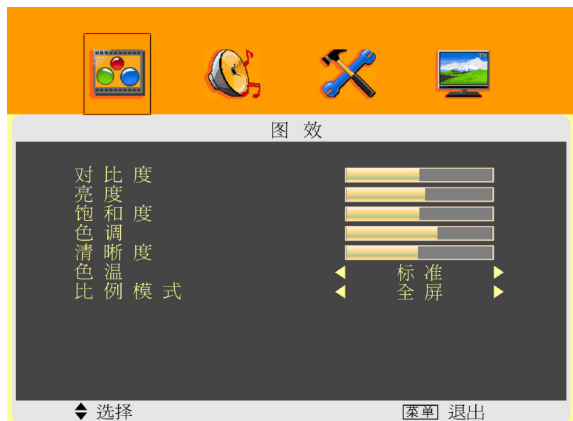 TV
图效
对比度
亮度
饱和度
色调
清晰度
色温 标准
比例模式 全屏
选择 菜单 退出